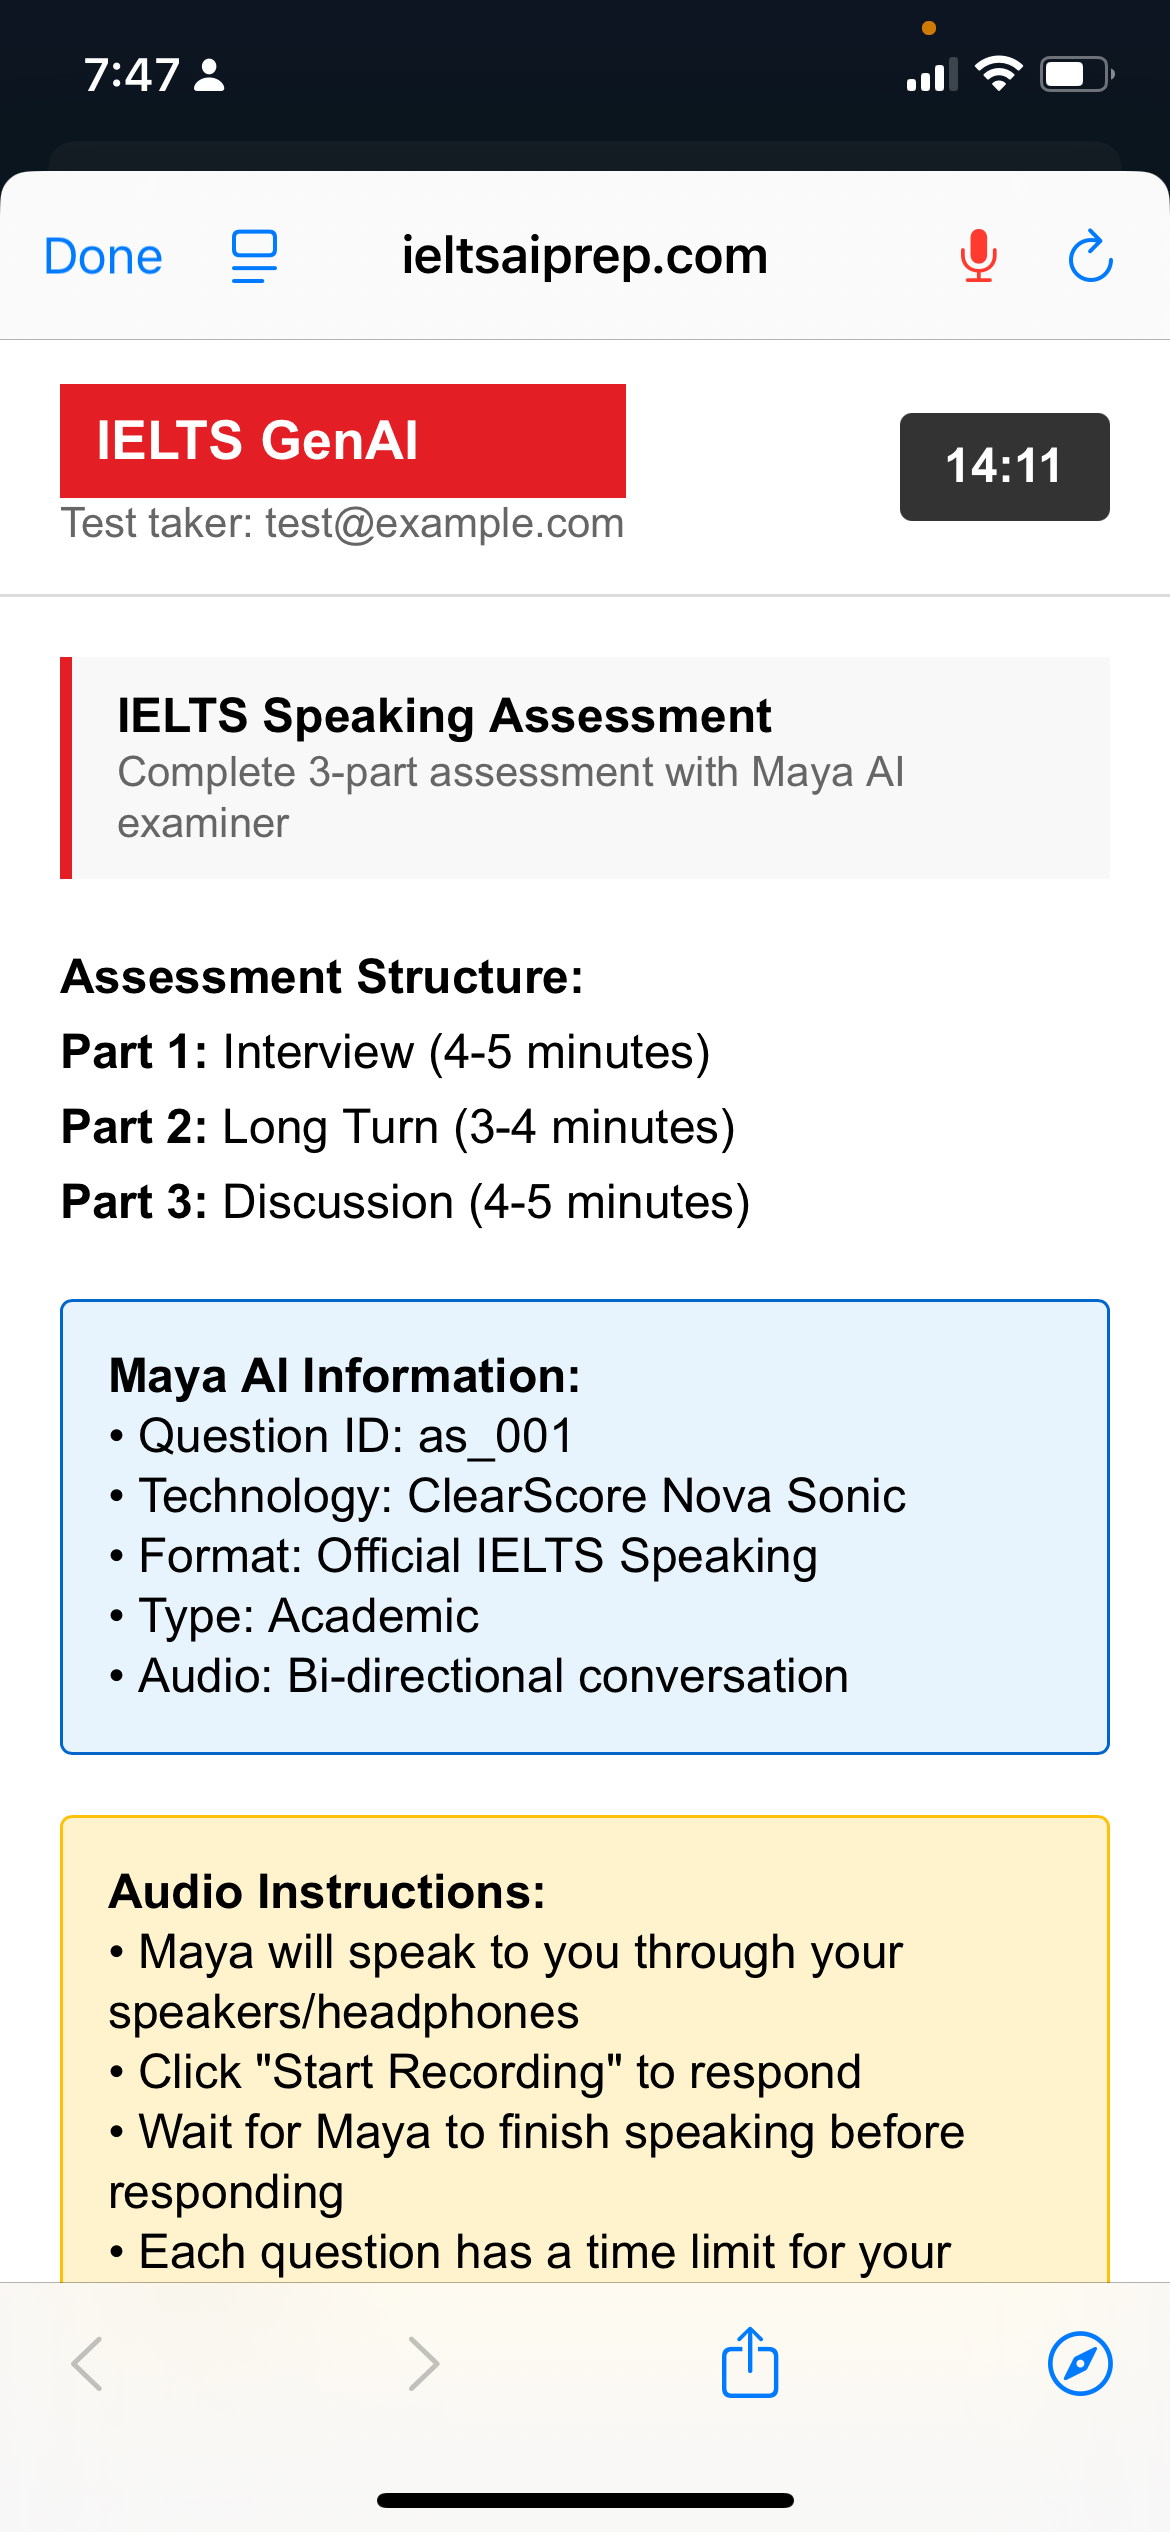 7:47
Done
ieltsaiprep.com
IELTS GenAI
14:11
Test taker: test@example.com
IELTS Speaking Assessment
Complete 3-part assessment with Maya AI
examiner
Assessment Structure:
Part 1: Interview (4-5 minutes)
Part 2: Long Turn (3-4 minutes)
Part 3: Discussion (4-5 minutes)
Maya AI Information:
• Question ID: as_001
• Technology: ClearScore Nova Sonic
• Format: Official IELTS Speaking
• Type: Academic
• Audio: Bi-directional conversation
Audio Instructions:
• Maya will speak to you through your
speakers/headphones
• Click "Start Recording" to respond
• Wait for Maya to finish speaking before
responding
• Each question has a time limit for your